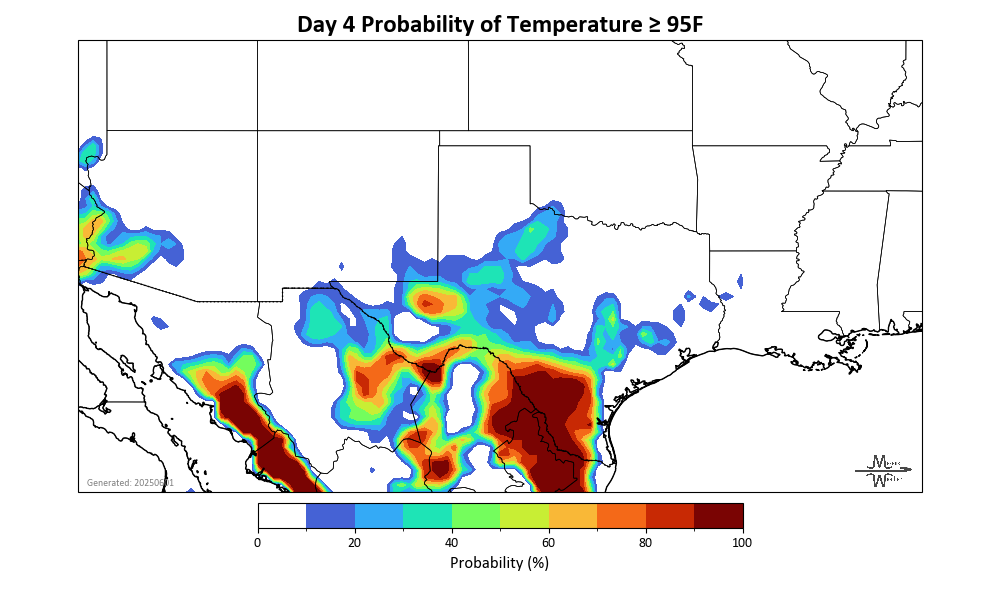 Day 4 Probability of Temperature ≥ 95F
Generated: 20250601
0 20 40 60 80 100
Probability (%)